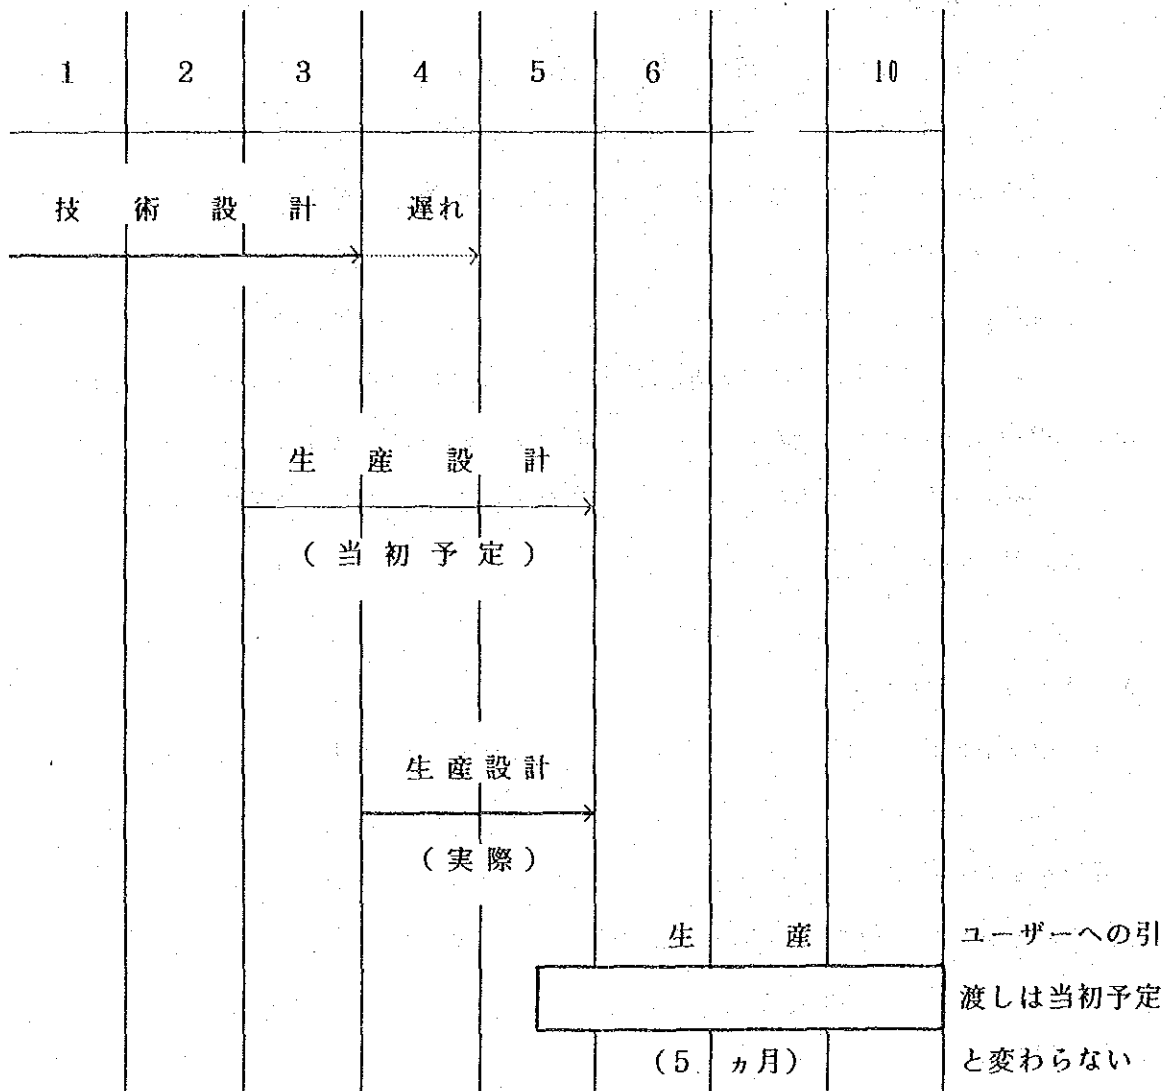 1 2 3 4 5 6 10
技術設計 遅れ
生産設計
(当初予定)
生産設計
(実際)
生産
(5ヵ月)
ユーザーへの引
渡しは当初予定
と変わらない